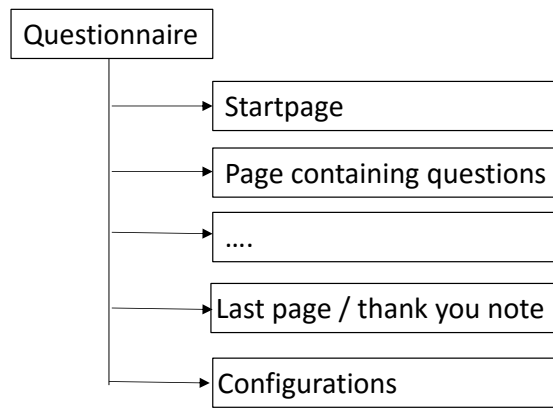 Questionnaire
Startpage
Page containing questions
....
Last page / thank you note
Configurations